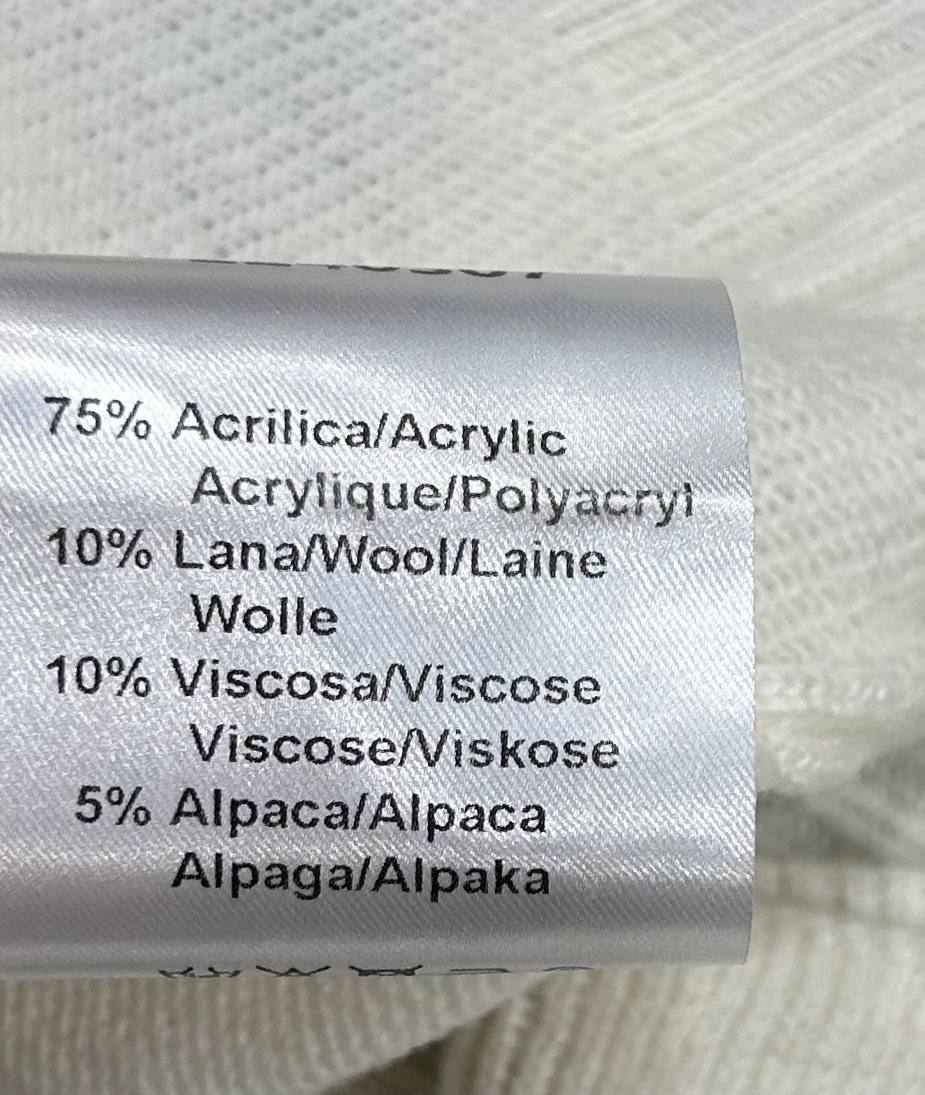 75% Acrilica/Acrylic
Acrylique/Polyacryl
10% Lana/Wool/Laine
Wolle
10% Viscosa/Viscose
Viscose/Viskose
5% Alpaca/Alpaca
Alpaga/Alpaka